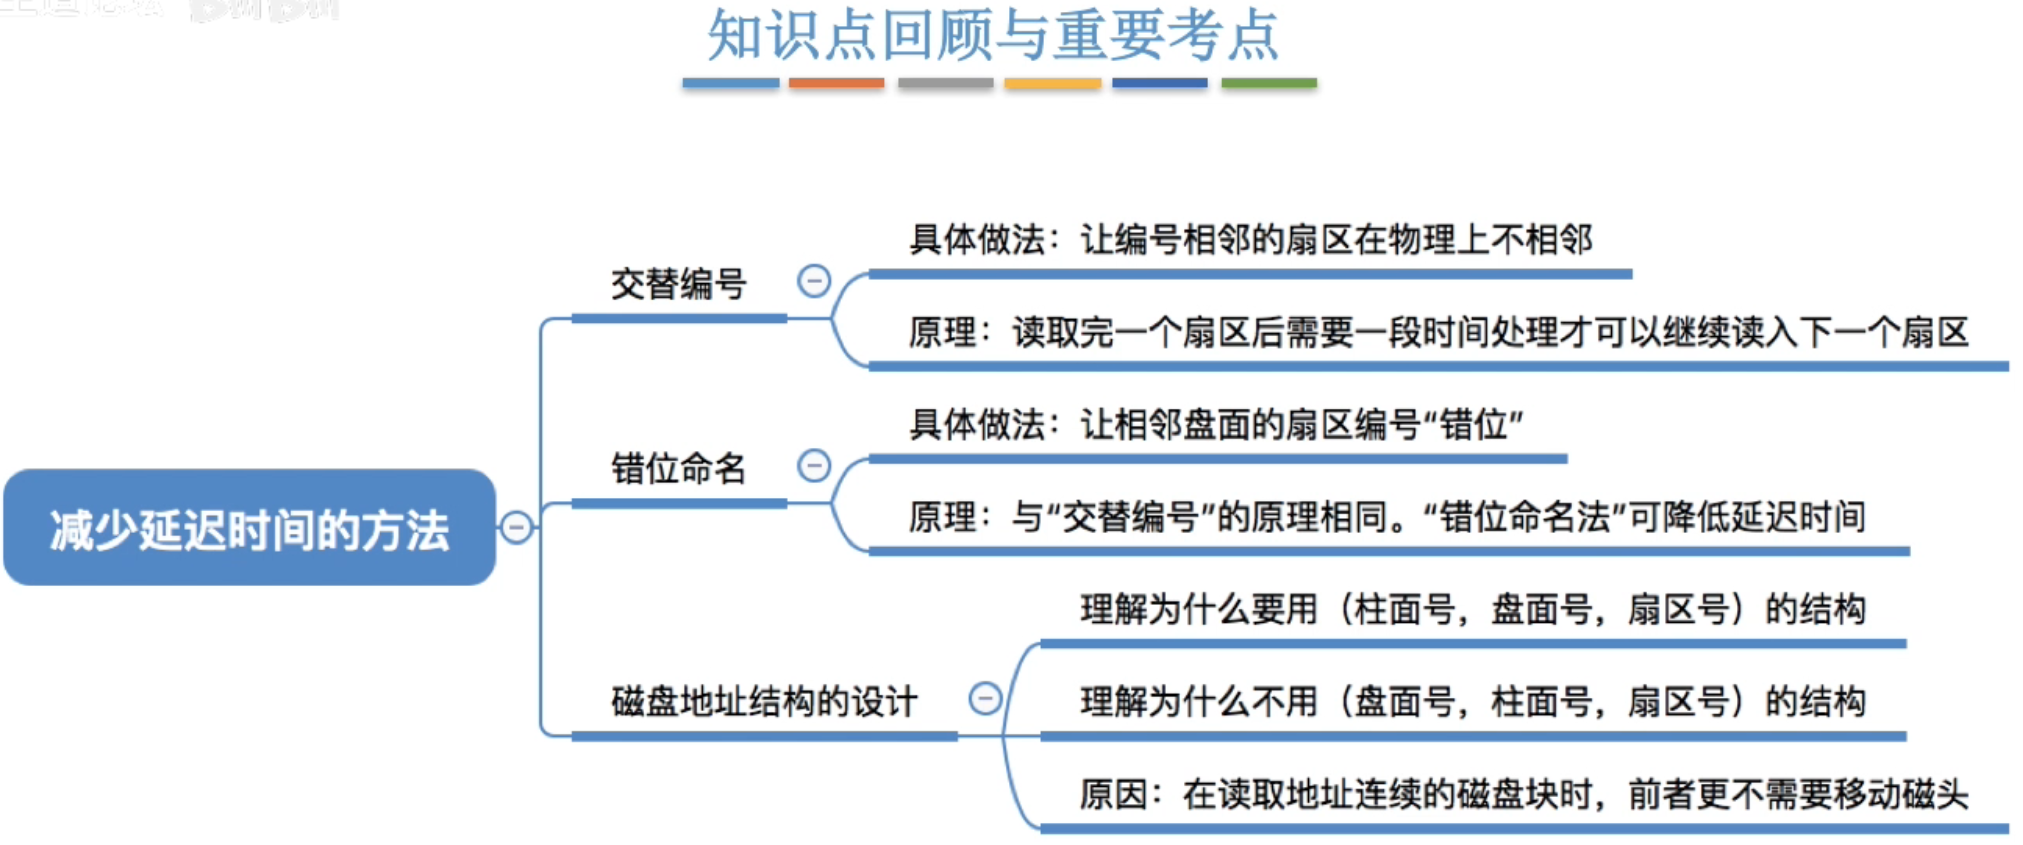 知识点回顾与重要考点
减少延迟时间的方法
交替编号
具体做法：让编号相邻的扇区在物理上不相邻
原理：读取完一个扇区后需要一段时间处理才可以继续读入下一个扇区
错位命名
具体做法：让相邻盘面的扇区编号“错位”
原理：与“交替编号”的原理相同。“错位命名法”可降低延迟时间
磁盘地址结构的设计
理解为什么要用（柱面号，盘面号，扇区号）的结构
理解为什么不用（盘面号，柱面号，扇区号）的结构
原因：在读取地址连续的磁盘块时，前者更不需要移动磁头